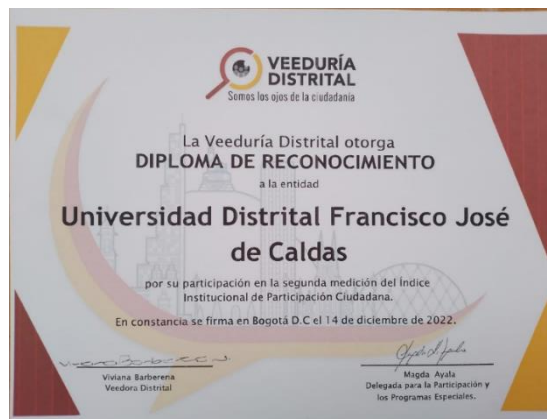 VEEDURÍA
DISTRITAL
Somos los ojos de la ciudadanía
La Veeduría Distrital otorga
DIPLOMA DE RECONOCIMIENTO
a la entidad
Universidad Distrital Francisco José
de Caldas
por su participación en la segunda medición del Índice
Institucional de Participación Ciudadana.
En constancia se firma en Bogotá D.C el 14 de diciembre de 2022.
Viviana Barberena
Veedora Distrital
Magda Ayala
Delegada para la Participación y
los Programas Especiales.